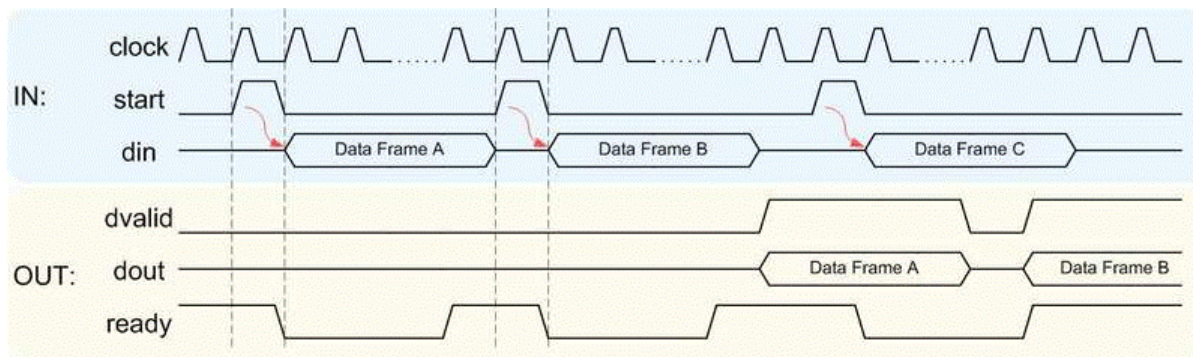 clock
IN:
start
din
Data Frame A
Data Frame B
Data Frame C
dvalid
OUT:
dout
Data Frame A
Data Frame B
ready